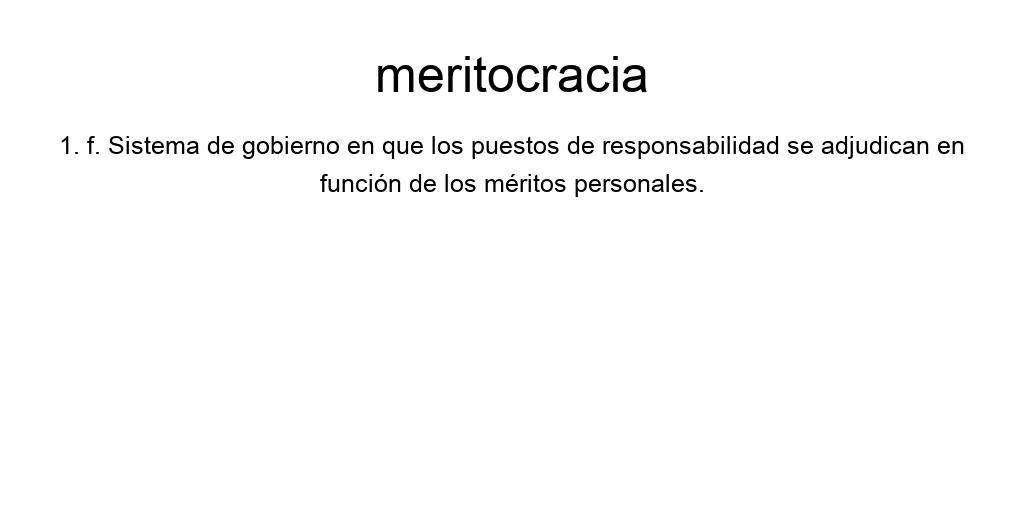 meritocracia
1. f. Sistema de gobierno en que los puestos de responsabilidad se adjudican en
función de los méritos personales.